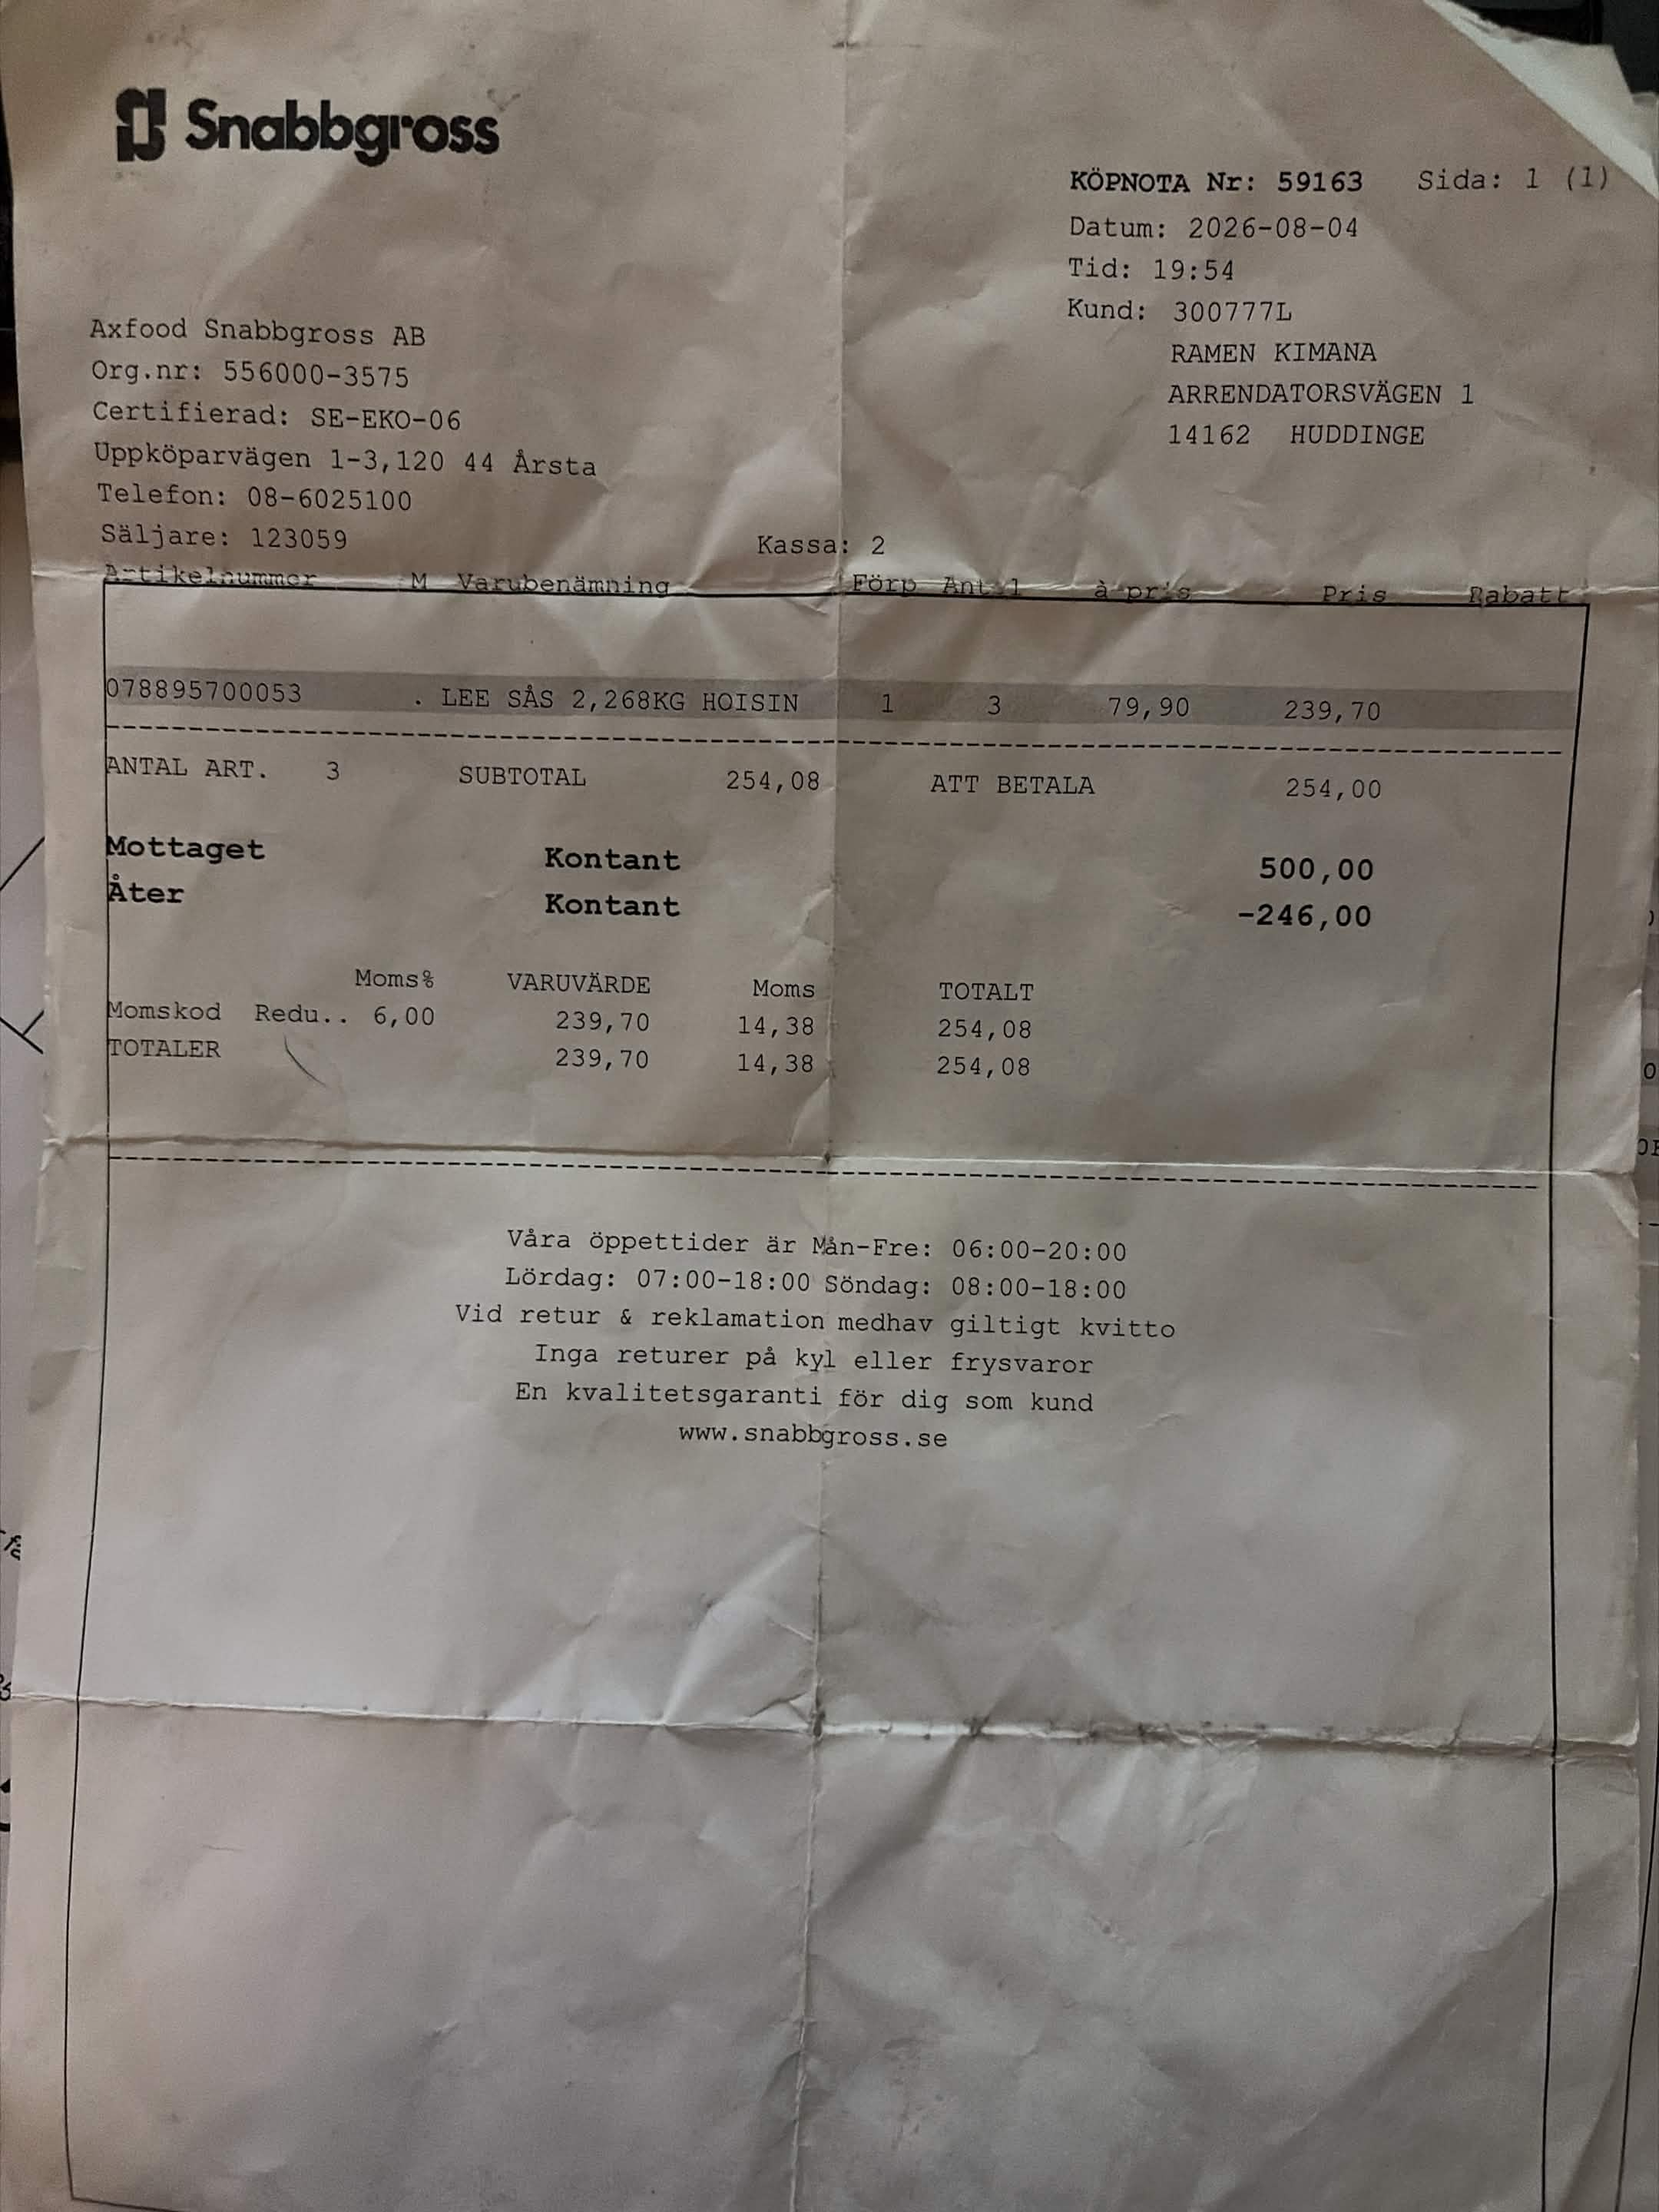 Snabbgross
KÖPNOTA Nr: 59163 Sida: 1 (1)
Datum: 2026-08-04
Tid: 19:54
Kund: 300777L
RAMEN KIMANA
ARRENDATORSVÄGEN 1
14162 HUDDINGE
Axfood Snabbgross AB
Org.nr: 556000-3575
Certifierad: SE-EKO-06
Uppköparvägen 1-3,120 44 Årsta
Telefon: 08-6025100
Säljare: 123059 Kassa: 2
Artikelnummer M Varubenämning Förp Antal à-pris Pris Rabatt
078895700053 . LEE SÅS 2,268KG HOISIN 1 3 79,90 239,70
ANTAL ART. 3 SUBTOTAL 254,08 ATT BETALA 254,00
Mottaget Kontant 500,00
Åter Kontant -246,00
Moms% VARUVÄRDE Moms TOTALT
Momskod Redu.. 6,00 239,70 14,38 254,08
TOTALER 239,70 14,38 254,08
Våra öppettider är Mån-Fre: 06:00-20:00
Lördag: 07:00-18:00 Söndag: 08:00-18:00
Vid retur & reklamation medhav giltigt kvitto
Inga returer på kyl eller frysvaror
En kvalitetsgaranti för dig som kund
www.snabbgross.se